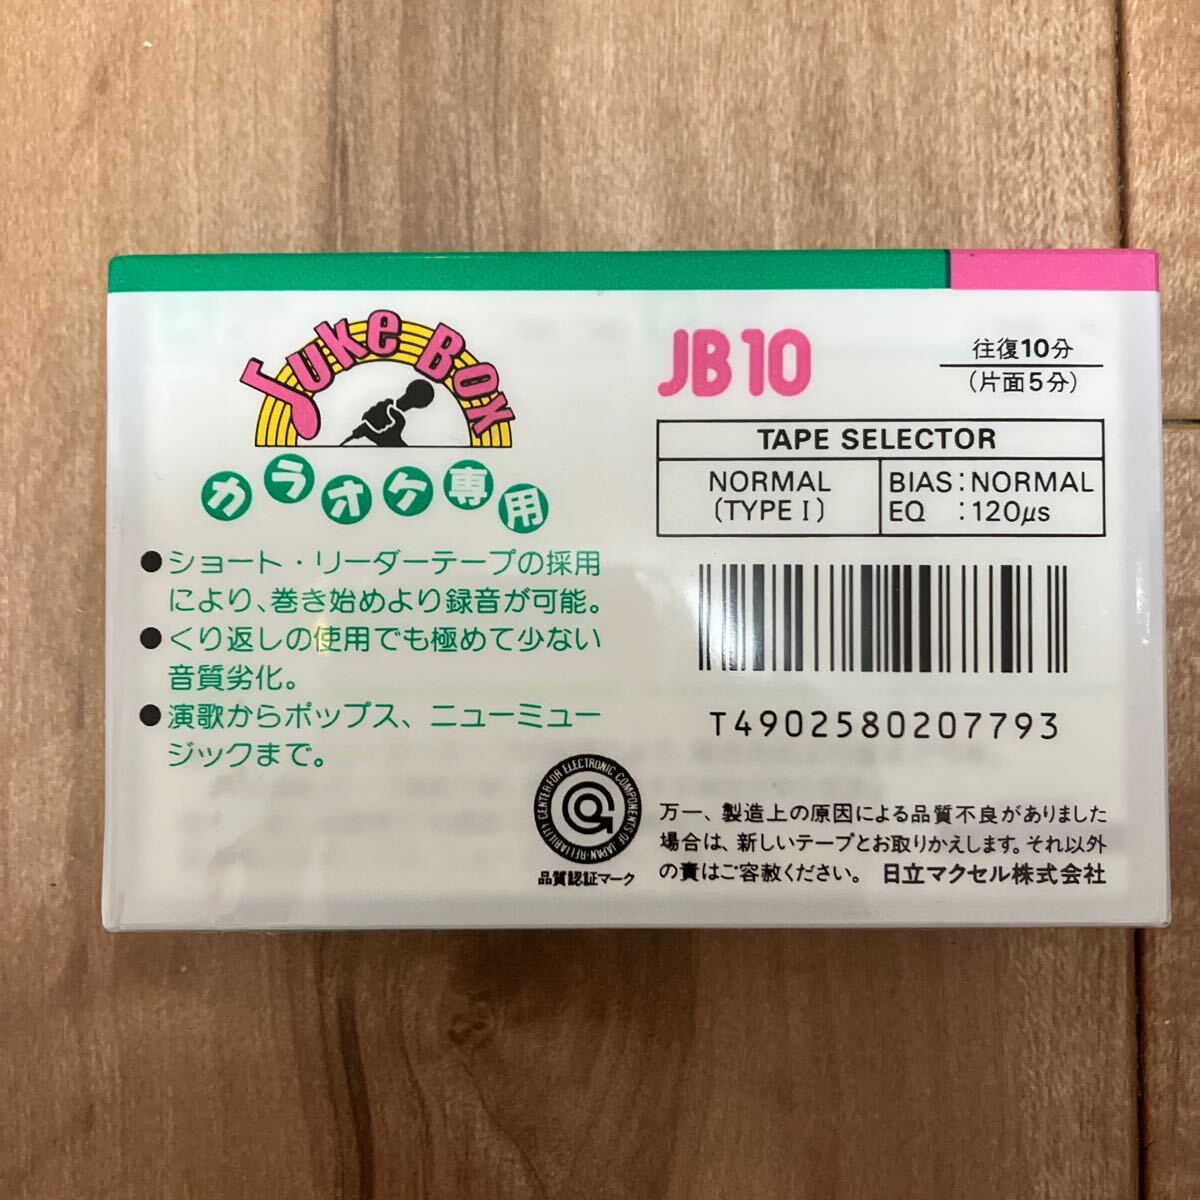 Juke Box
カラオケ専用
●ショート・リーダーテープの採用
により、巻き始めより録音が可能。
●くり返しの使用でも極めて少ない
音質劣化。
●演歌からポップス、ニューミュー
ジックまで。
JB10
往復10分
(片面5分)
TAPE SELECTOR
NORMAL
(TYPE I)
BIAS:NORMAL
EQ :120μs
T4902580207793
RELIABILITY CENTER FOR ELECTRONIC COMPONENTS OF JAPAN
品質認証マーク
万一、製造上の原因による品質不良がありました
場合は、新しいテープとお取りかえします。それ以外
の責はご容赦ください。 日立マクセル株式会社